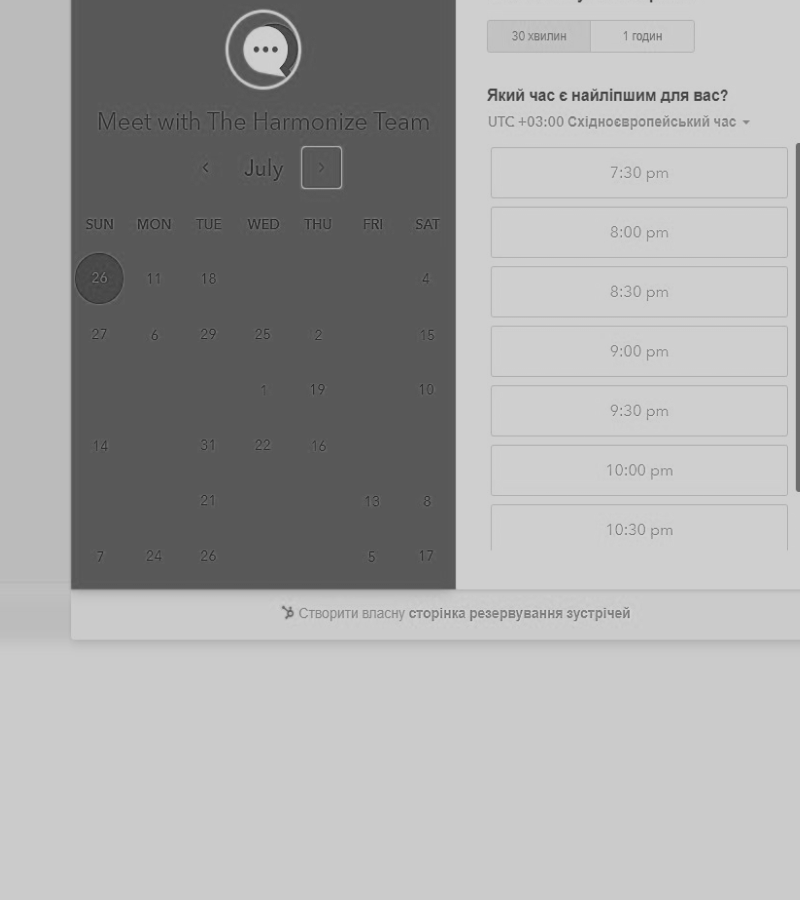 30 хвилин 1 годин
Meet with The Harmonize Team
July
SUN MON TUE WED THU FRI SAT
26 11 18 4
27 6 29 25 2 15
1 19 10
14 31 22 16
21 13 8
7 24 26 5 17
Який час є найліпшим для вас?
UTC +03:00 Східноєвропейський час
7:30 pm
8:00 pm
8:30 pm
9:00 pm
9:30 pm
10:00 pm
10:30 pm
Створити власну сторінка резервування зустрічей